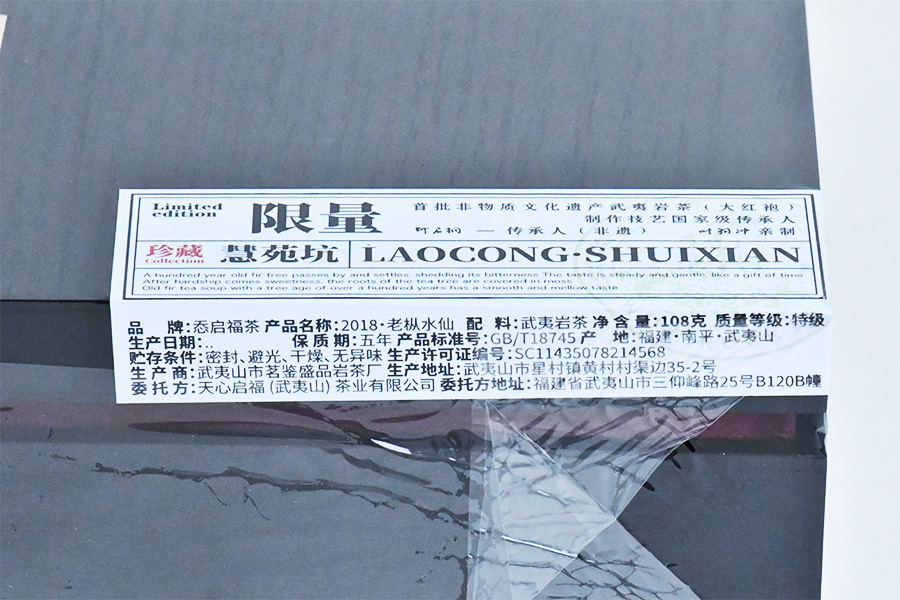 Limited edition
限量
首批非物质文化遗产武夷岩茶（大红袍）
制作技艺国家级传承人
—传承人（非遗） 亲制
珍藏
Collection
慧苑坑
LAOCONG·SHUIXIAN
A hundred year old fir tree passes by and settles, shedding its bitterness The taste is steady and gentle, like a gift of time
After hardship comes sweetness, the roots of the tea tree are covered in moss
Old fir tea soup with a tree age of over a hundred years has a smooth and mellow taste
品 牌:忝启福茶 产品名称:2018·老枞水仙 配 料:武夷岩茶 净含量:108克 质量等级:特级
生产日期:.. 保质期:五年 产品标准号:GB/T18745 产 地:福建·南平·武夷山
贮存条件:密封、避光、干燥、无异味 生产许可证编号:SC11435078214568
生产商:武夷山市茗鉴盛品岩茶厂 生产地址:武夷山市星村镇黄村村渠边35-2号
委托方:天心启福(武夷山)茶业有限公司 委托方地址:福建省武夷山市三仰峰路25号B120B幢